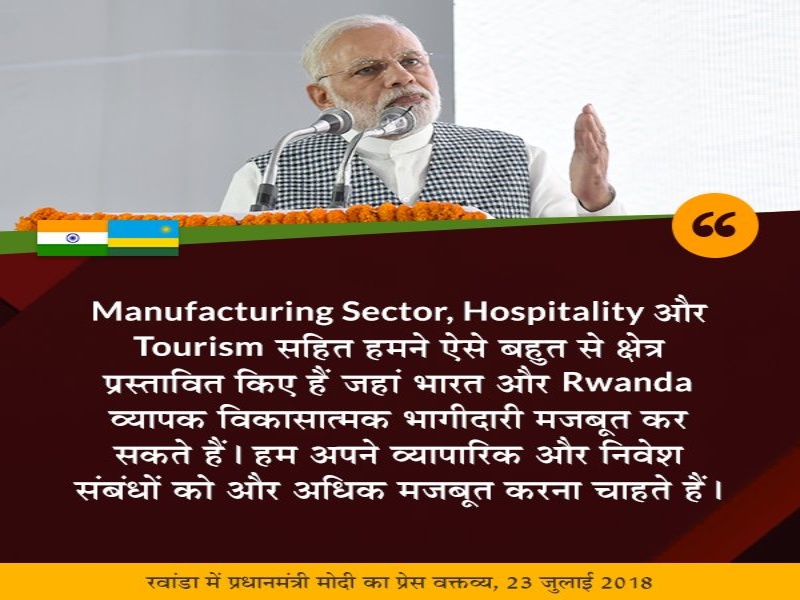 Manufacturing Sector, Hospitality और
Tourism सहित हमने ऐसे बहुत से क्षेत्र
प्रस्तावित किए हैं जहां भारत और Rwanda
व्यापक विकासात्मक भागीदारी मजबूत कर
सकते हैं। हम अपने व्यापारिक और निवेश
संबंधों को और अधिक मजबूत करना चाहते हैं।
रवांडा में प्रधानमंत्री मोदी का प्रेस वक्तव्य, 23 जुलाई 2018